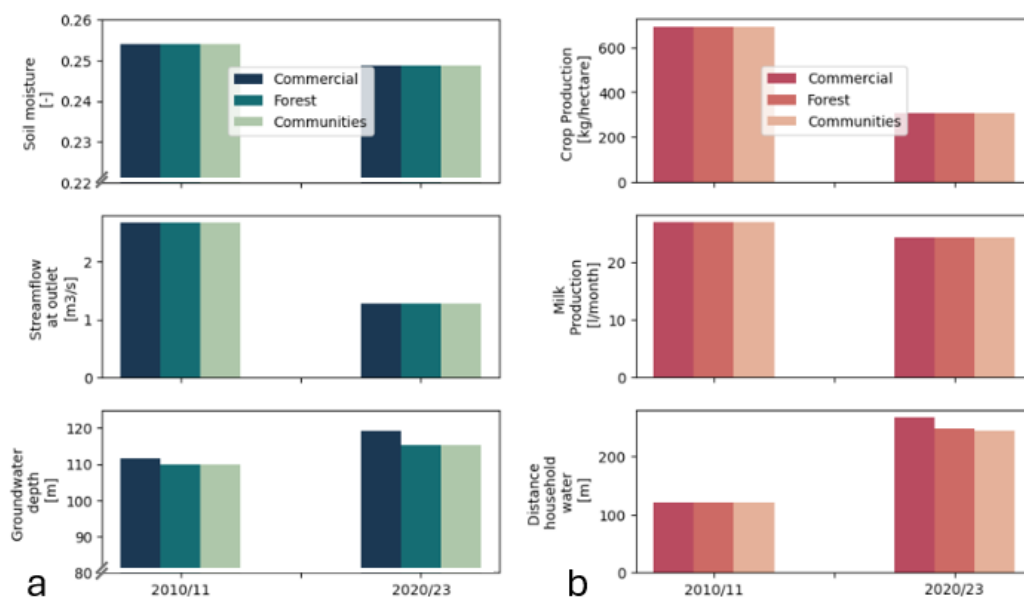 Soil moisture
[-]
0.26
0.25
0.24
0.23
0.22
Commercial
Forest
Communities
Streamflow
at outlet
[m3/s]
2
1
0
Groundwater
depth
[m]
120
110
100
90
80
2010/11
2020/23
a
Crop Production
[kg/hectare]
600
400
200
0
Commercial
Forest
Communities
Milk
Production
[l/month]
20
10
0
Distance
household
water
[m]
200
100
0
2010/11
2020/23
b